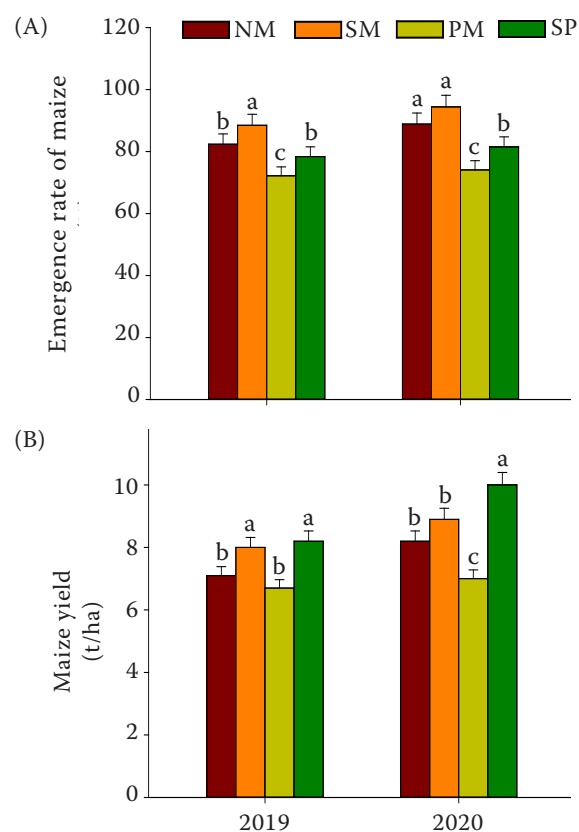 (A)
NM SM PM SP
Emergence rate of maize
120
100
80
60
40
20
0
b a c b
a a c b
(B)
Maize yield
(t/ha)
10
8
6
4
2
0
b a b a
b b c a
2019 2020